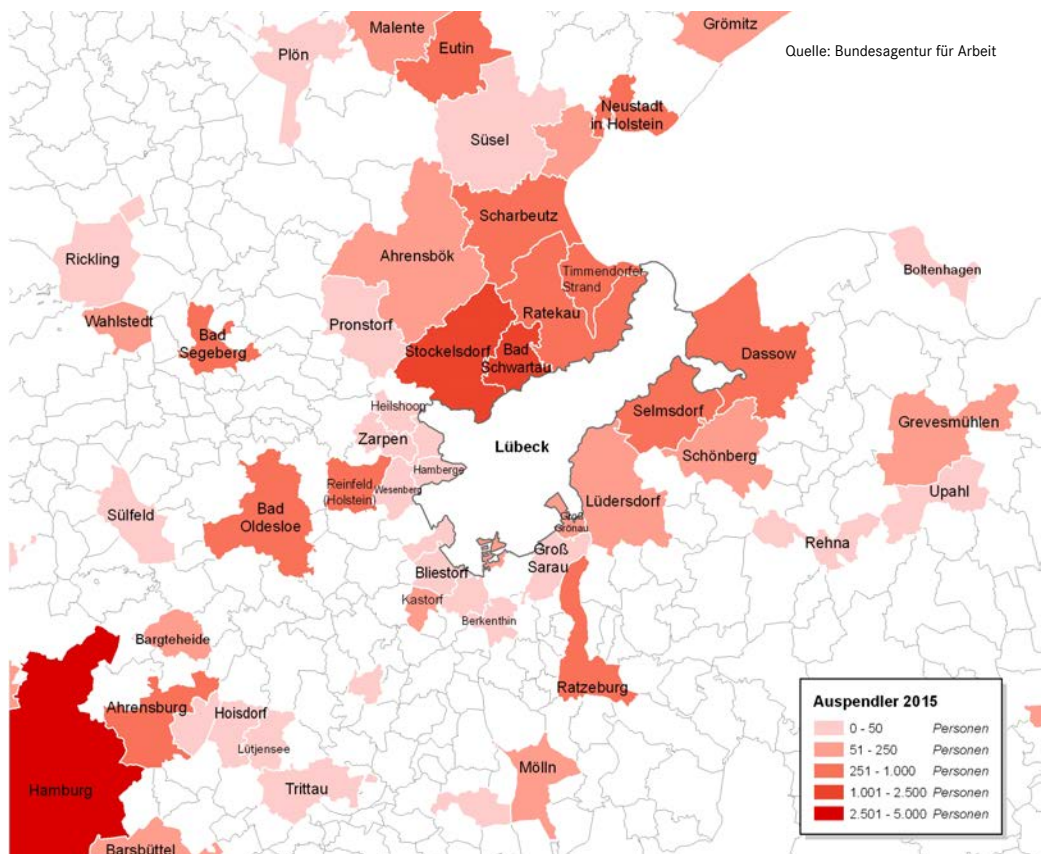 Malente
Grömitz
Plön
Eutin
Quelle: Bundesagentur für Arbeit
Neustadt
in Holstein
Süsel
Scharbeutz
Ahrensbök
Rickling
Timmendorfer
Strand
Boltenhagen
Ratekau
Wahlstedt
Bad
Segeberg
Pronstorf
Stockelsdorf
Bad
Schwartau
Dassow
Heilshoop
Selmsdorf
Grevesmühlen
Zarpen
Lübeck
Schönberg
Hamberge
Reinfeld
(Holstein)
Wesenberg
Lüdersdorf
Upahl
Bad
Oldesloe
Sülfeld
Groß
Grönau
Rehna
Groß
Sarau
Bliestorf
Kastorf
Berkenthin
Bargteheide
Ratzeburg
Ahrensburg
Hoisdorf
Lütjensee
Mölln
Hamburg
Trittau
Barsbüttel
Auspendler 2015
0 - 50 Personen
51 - 250 Personen
251 - 1.000 Personen
1.001 - 2.500 Personen
2.501 - 5.000 Personen